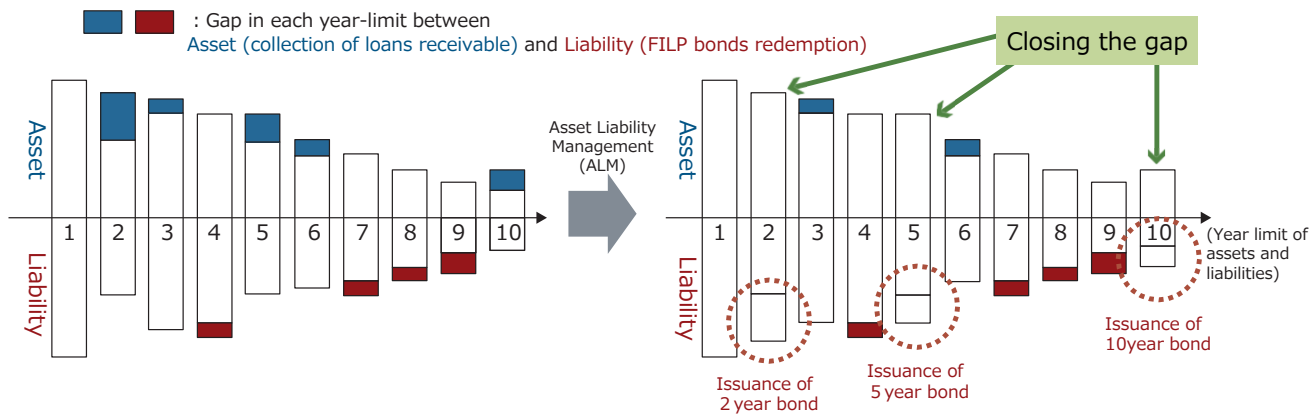 : Gap in each year-limit between
Asset (collection of loans receivable) and Liability (FILP bonds redemption)
Closing the gap
Asset
Liability
1 2 3 4 5 6 7 8 9 10
Asset Liability
Management
(ALM)
Asset
Liability
1 2 3 4 5 6 7 8 9 10
(Year limit of
assets and
liabilities)
Issuance of
2 year bond
Issuance of
5 year bond
Issuance of
10year bond